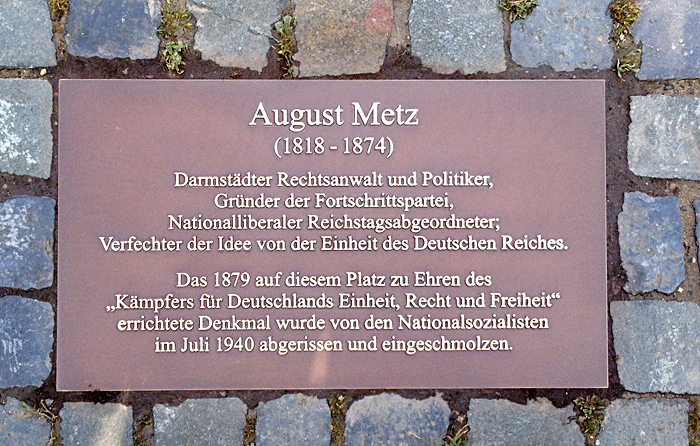 August Metz
(1818 - 1874)
Darmstädter Rechtsanwalt und Politiker,
Gründer der Fortschrittspartei,
Nationalliberaler Reichstagsabgeordneter;
Verfechter der Idee von der Einheit des Deutschen Reiches.
Das 1879 auf diesem Platz zu Ehren des
„Kämpfers für Deutschlands Einheit, Recht und Freiheit“
errichtete Denkmal wurde von den Nationalsozialisten
im Juli 1940 abgerissen und eingeschmolzen.